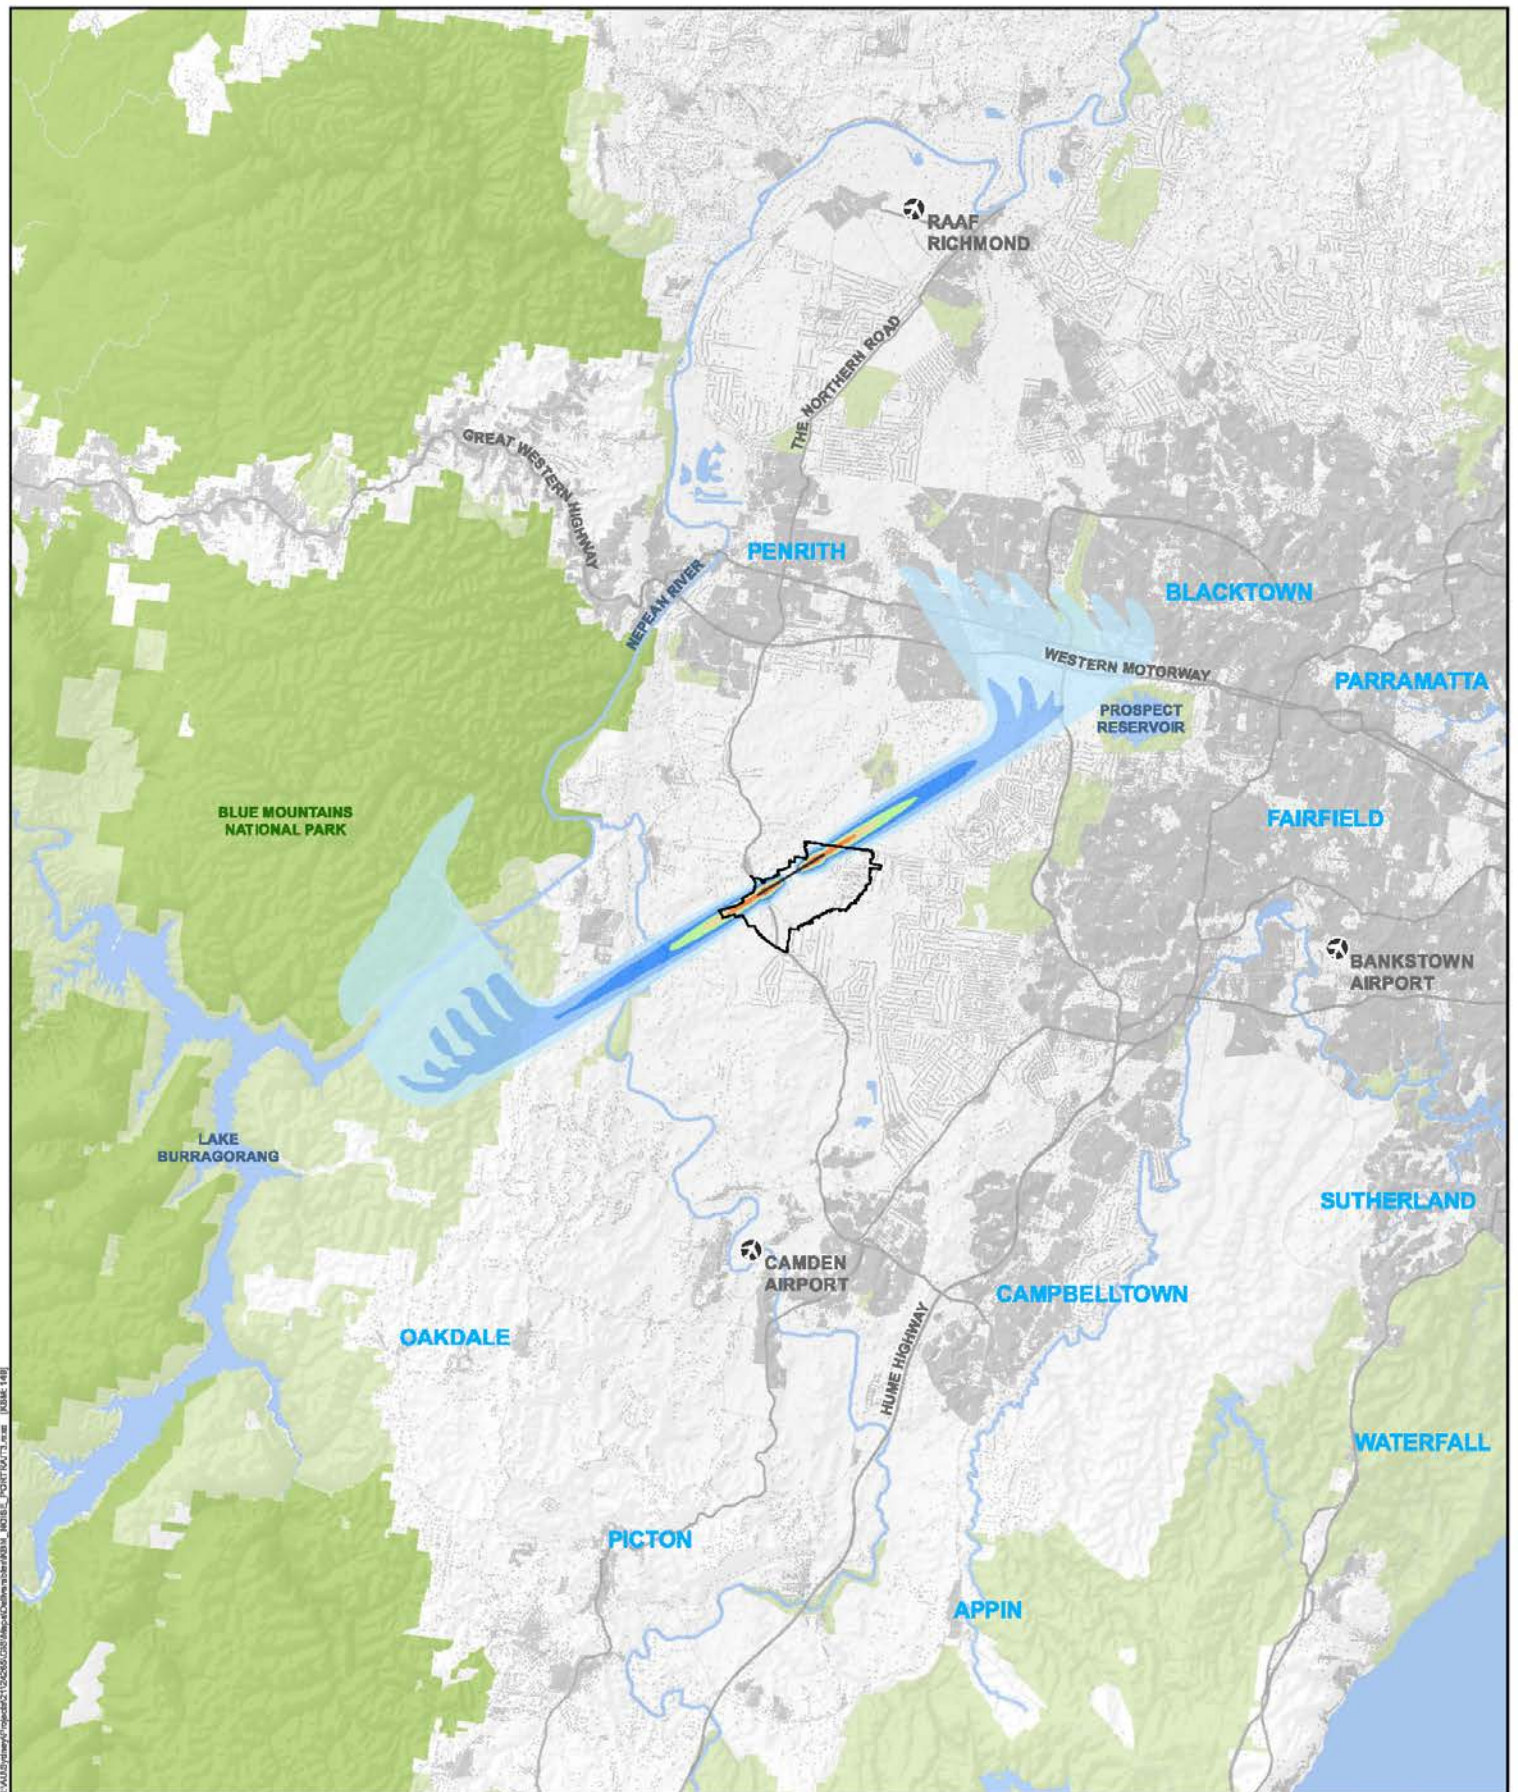 RAAF
RICHMOND
THE NORTHERN ROAD
GREAT WESTERN HIGHWAY
PENRITH
NEPEAN RIVER
BLACKTOWN
WESTERN MOTORWAY
PARRAMATTA
PROSPECT
RESERVOIR
BLUE MOUNTAINS
NATIONAL PARK
FAIRFIELD
BANKSTOWN
AIRPORT
LAKE
BURRAGORANG
SUTHERLAND
CAMDEN
AIRPORT
CAMPBELLTOWN
OAKDALE
HUME HIGHWAY
WATERFALL
PICTON
APPIN